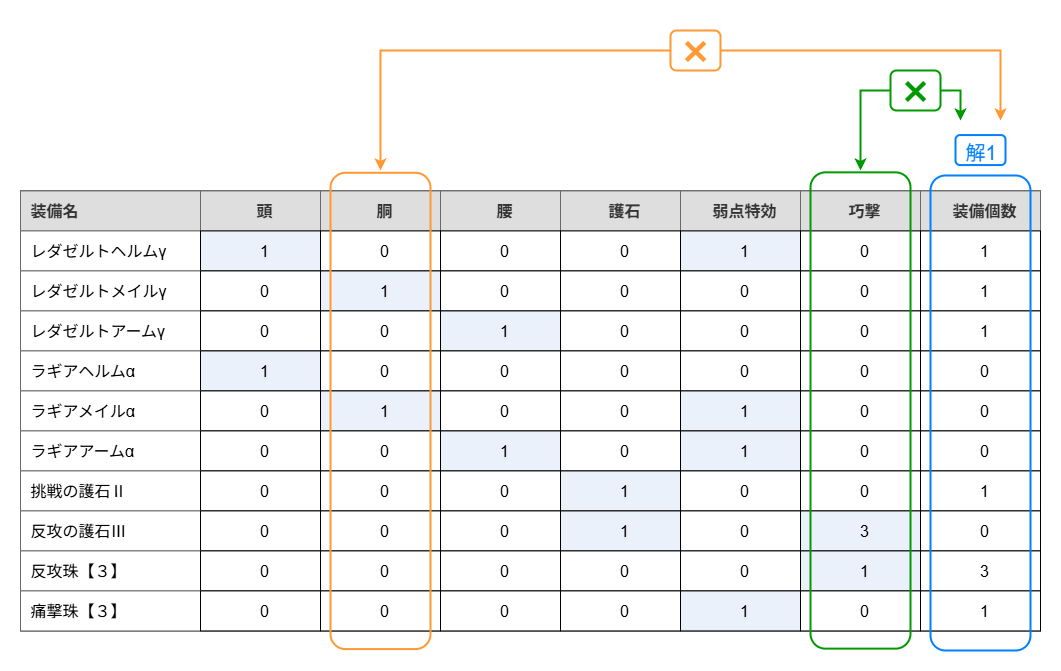 ×
×
解1
装備名 頭 胴 腰 護石 弱点特効 巧撃 装備個数
レダゼルトヘルムγ 1 0 0 0 1 0 1
レダゼルトメイルγ 0 1 0 0 0 0 1
レダゼルトアームγ 0 0 1 0 0 0 1
ラギアヘルムα 1 0 0 0 0 0 0
ラギアメイルα 0 1 0 0 1 0 0
ラギアアームα 0 0 1 0 1 0 0
挑戦の護石Ⅱ 0 0 0 1 0 0 1
反攻の護石III 0 0 0 1 0 3 0
反攻珠【３】 0 0 0 0 0 1 3
痛撃珠【３】 0 0 0 0 1 0 1